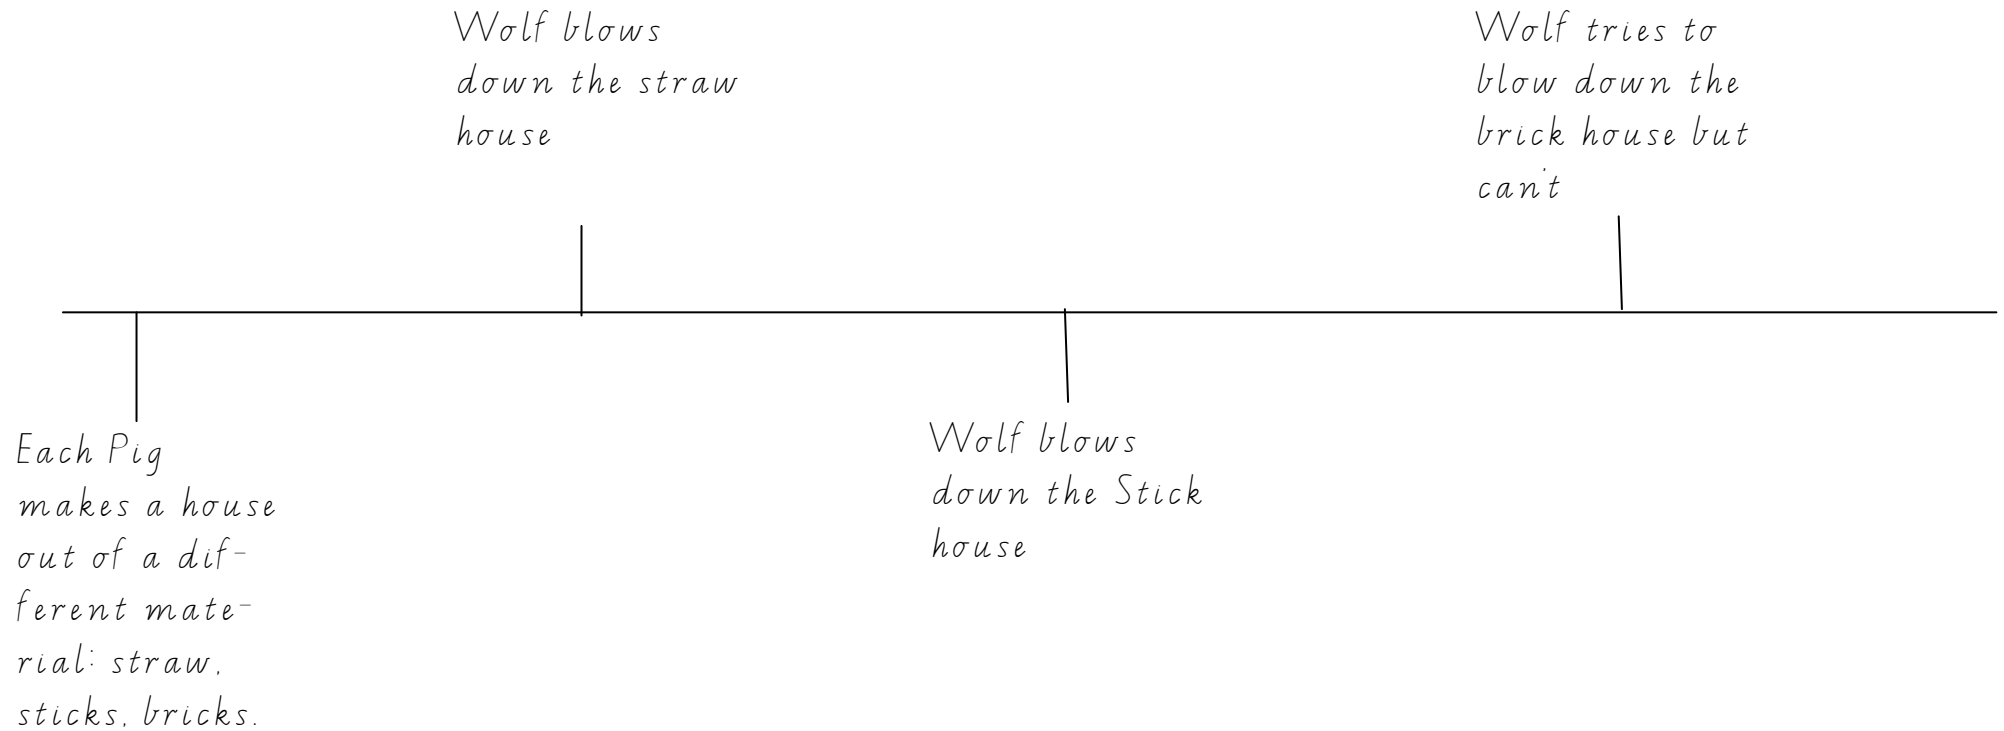 Wolf blows
down the straw
house
Wolf tries to
blow down the
brick house but
can't
Each Pig
makes a house
out of a dif-
ferent mate-
rial: straw,
sticks, bricks.
Wolf blows
down the Stick
house